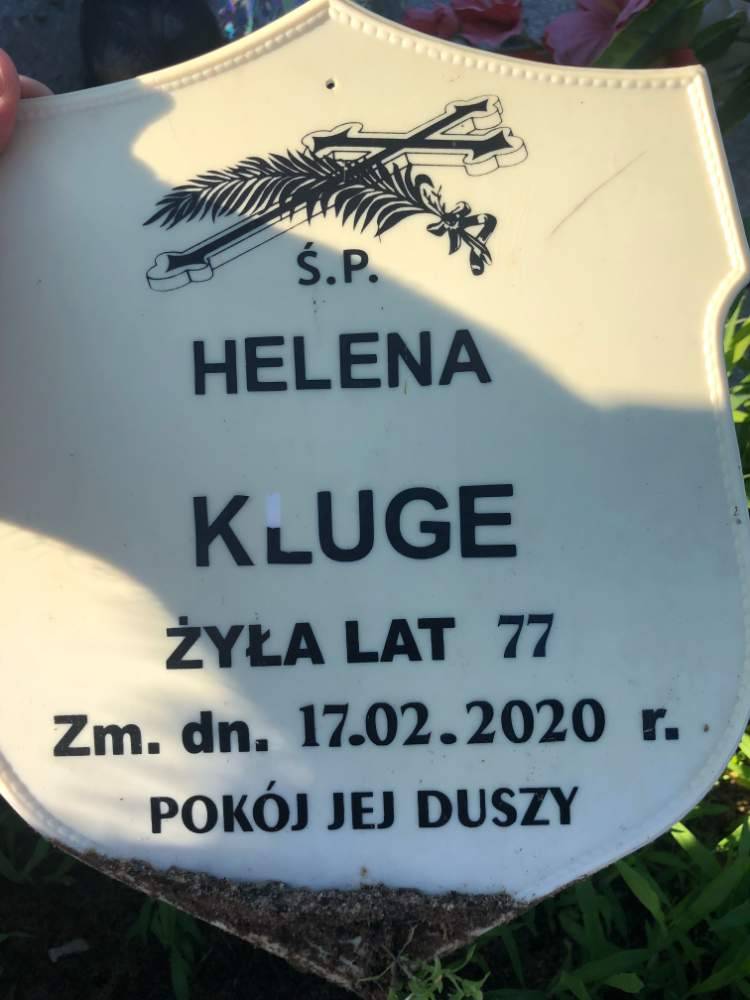 Ś.P.
HELENA
KLUGE
ŻYŁA LAT 77
Zm. dn. 17.02.2020 r.
POKÓJ JEJ DUSZY